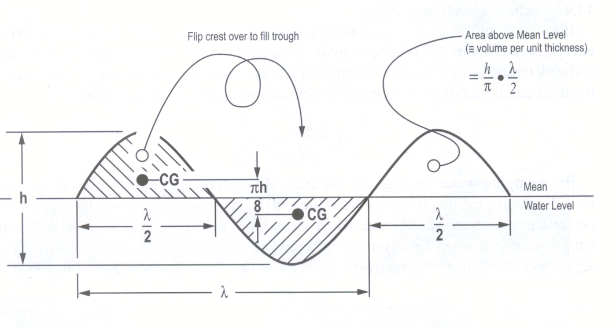 Flip crest over to fill trough
Area above Mean Level
(≡ volume per unit thickness)
= h/π • λ/2
CG
h
πh
8
CG
Mean
Water Level
λ/2
λ/2
λ